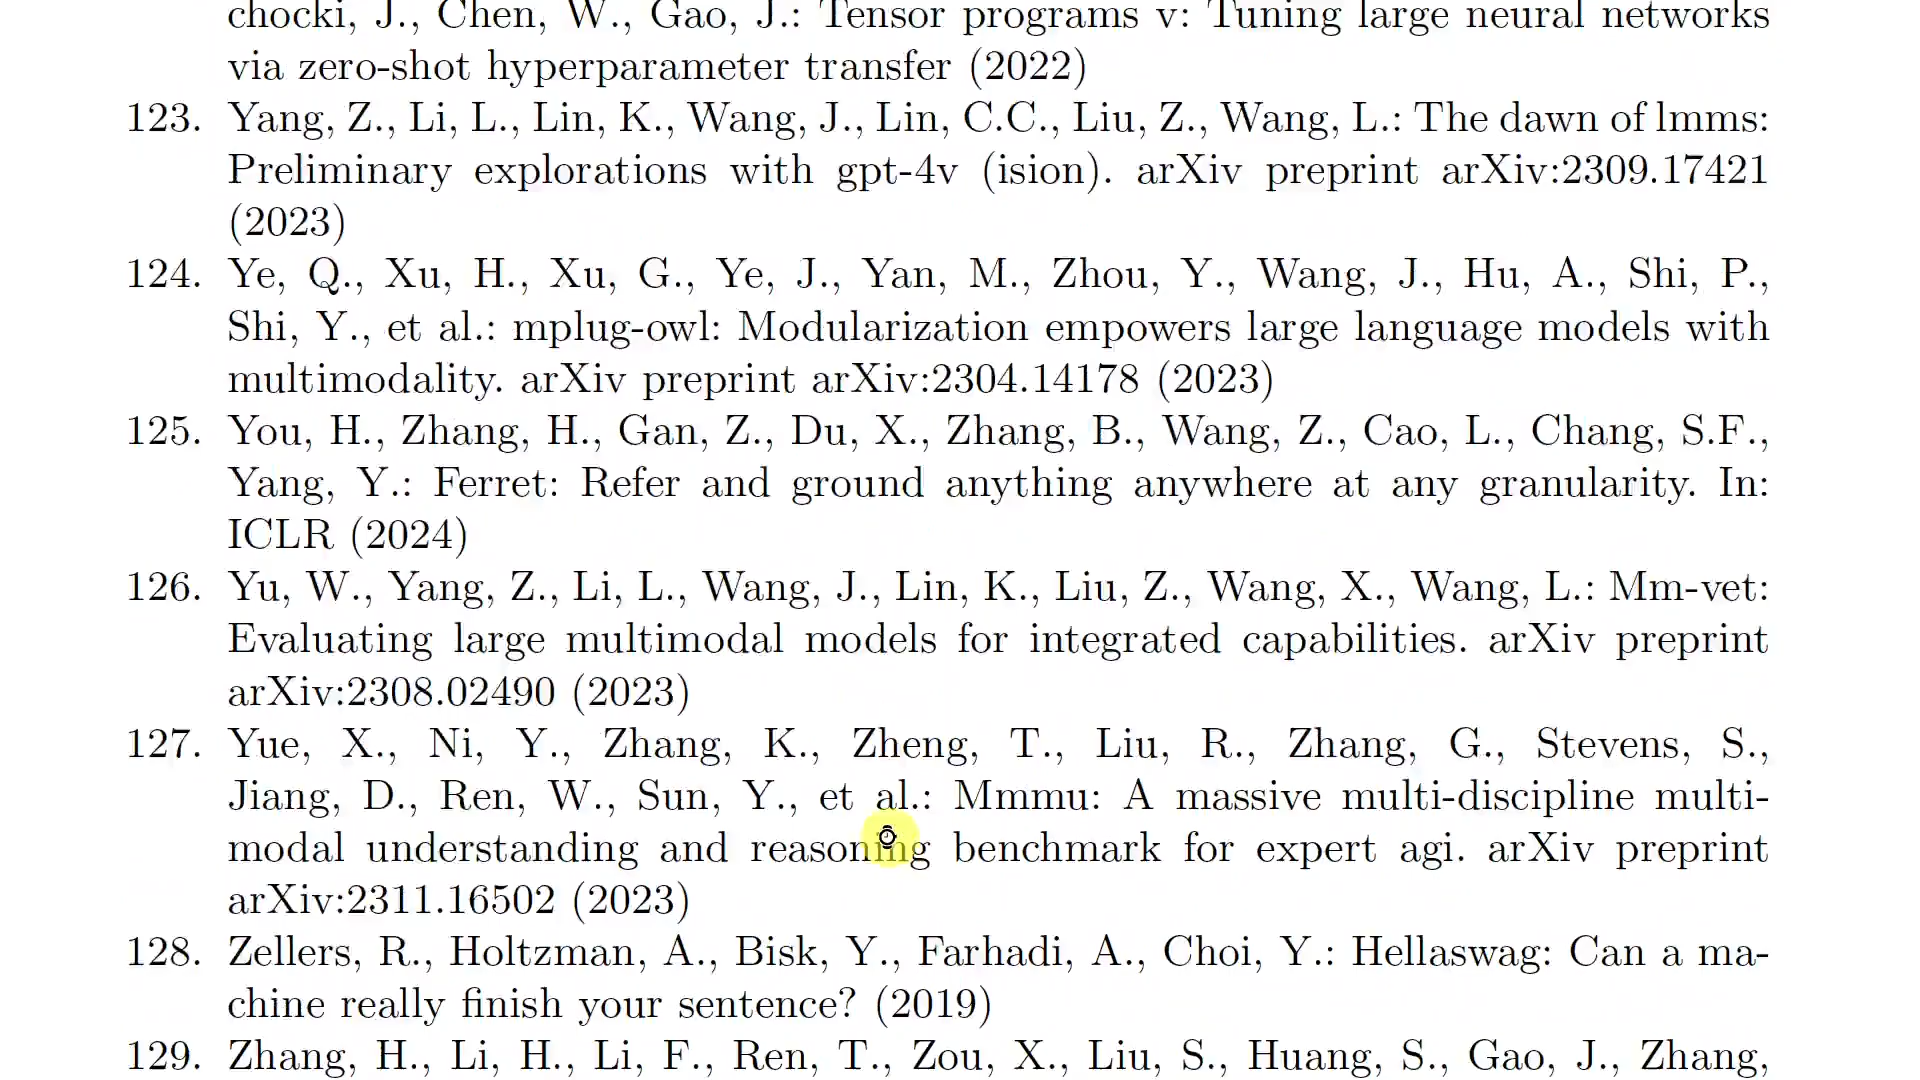 chocki, J., Chen, W., Gao, J.: Tensor programs v: Tuning large neural networks
via zero-shot hyperparameter transfer (2022)
123. Yang, Z., Li, L., Lin, K., Wang, J., Lin, C.C., Liu, Z., Wang, L.: The dawn of lmms:
Preliminary explorations with gpt-4v (ision). arXiv preprint arXiv:2309.17421
(2023)
124. Ye, Q., Xu, H., Xu, G., Ye, J., Yan, M., Zhou, Y., Wang, J., Hu, A., Shi, P.,
Shi, Y., et al.: mplug-owl: Modularization empowers large language models with
multimodality. arXiv preprint arXiv:2304.14178 (2023)
125. You, H., Zhang, H., Gan, Z., Du, X., Zhang, B., Wang, Z., Cao, L., Chang, S.F.,
Yang, Y.: Ferret: Refer and ground anything anywhere at any granularity. In:
ICLR (2024)
126. Yu, W., Yang, Z., Li, L., Wang, J., Lin, K., Liu, Z., Wang, X., Wang, L.: Mm-vet:
Evaluating large multimodal models for integrated capabilities. arXiv preprint
arXiv:2308.02490 (2023)
127. Yue, X., Ni, Y., Zhang, K., Zheng, T., Liu, R., Zhang, G., Stevens, S.,
Jiang, D., Ren, W., Sun, Y., et al.: Mmmu: A massive multi-discipline multi-
modal understanding and reasoning benchmark for expert agi. arXiv preprint
arXiv:2311.16502 (2023)
128. Zellers, R., Holtzman, A., Bisk, Y., Farhadi, A., Choi, Y.: Hellaswag: Can a ma-
chine really finish your sentence? (2019)
129. Zhang, H., Li, H., Li, F., Ren, T., Zou, X., Liu, S., Huang, S., Gao, J., Zhang,